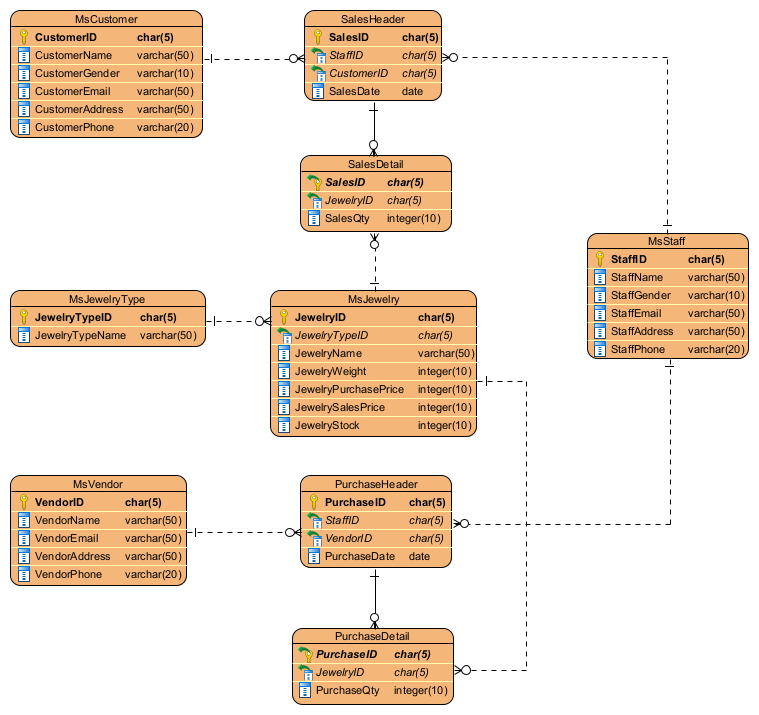 MsCustomer
CustomerID char(5)
CustomerName varchar(50)
CustomerGender varchar(10)
CustomerEmail varchar(50)
CustomerAddress varchar(50)
CustomerPhone varchar(20)
SalesHeader
SalesID char(5)
StaffID char(5)
CustomerID char(5)
SalesDate date
SalesDetail
SalesID char(5)
JewelryID char(5)
SalesQty integer(10)
MsStaff
StaffID char(5)
StaffName varchar(50)
StaffGender varchar(10)
StaffEmail varchar(50)
StaffAddress varchar(50)
StaffPhone varchar(20)
MsJewelryType
JewelryTypeID char(5)
JewelryTypeName varchar(50)
MsJewelry
JewelryID char(5)
JewelryTypeID char(5)
JewelryName varchar(50)
JewelryWeight integer(10)
JewelryPurchasePrice integer(10)
JewelrySalesPrice integer(10)
JewelryStock integer(10)
MsVendor
VendorID char(5)
VendorName varchar(50)
VendorEmail varchar(50)
VendorAddress varchar(50)
VendorPhone varchar(20)
PurchaseHeader
PurchaseID char(5)
StaffID char(5)
VendorID char(5)
PurchaseDate date
PurchaseDetail
PurchaseID char(5)
JewelryID char(5)
PurchaseQty integer(10)